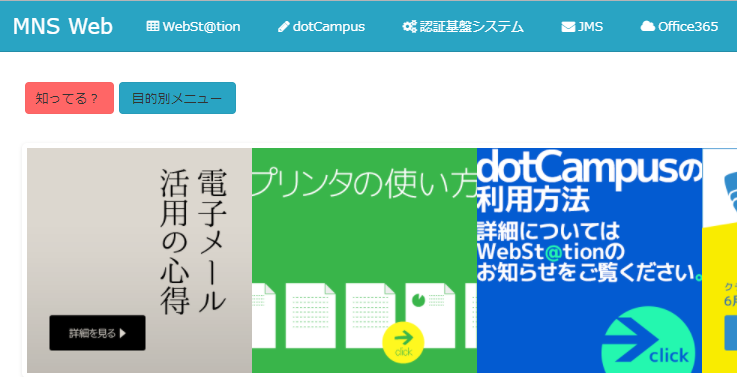 MNS Web
WebSt@tion
dotCampus
認証基盤システム
JMS
Office365
知ってる？
目的別メニュー
電子メール
活用の心得
詳細を見る
プリンタの使い方
click
dotCampusの
利用方法
詳細については
WebSt@tionの
お知らせをご覧ください。
click